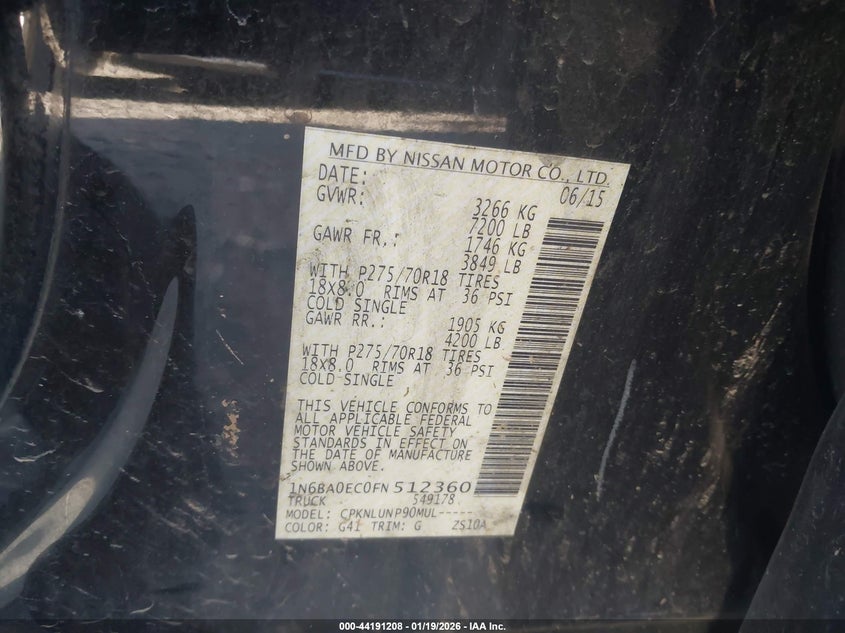 MFD BY NISSAN MOTOR CO., LTD.
DATE: 06/15
GVWR: 3266 KG
7200 LB
GAWR FR,: 1746 KG
3849 LB
WITH P275/70R18 TIRES
18X8.0 RIMS AT 36 PSI
COLD SINGLE
GAWR RR.: 1905 KG
4200 LB
WITH P275/70R18 TIRES
18X8.0 RIMS AT 36 PSI
COLD SINGLE
THIS VEHICLE CONFORMS TO
ALL APPLICABLE FEDERAL
MOTOR VEHICLE SAFETY
STANDARDS IN EFFECT ON
THE DATE OF MANUFACTURE
SHOWN ABOVE.
1N6BA0EC0FN 512360
TRUCK 549178
MODEL: CPKNLUNP90MUL-----
COLOR: G41 TRIM: G ZS10A
000-44191208 - 01/19/2026 - IAA Inc.